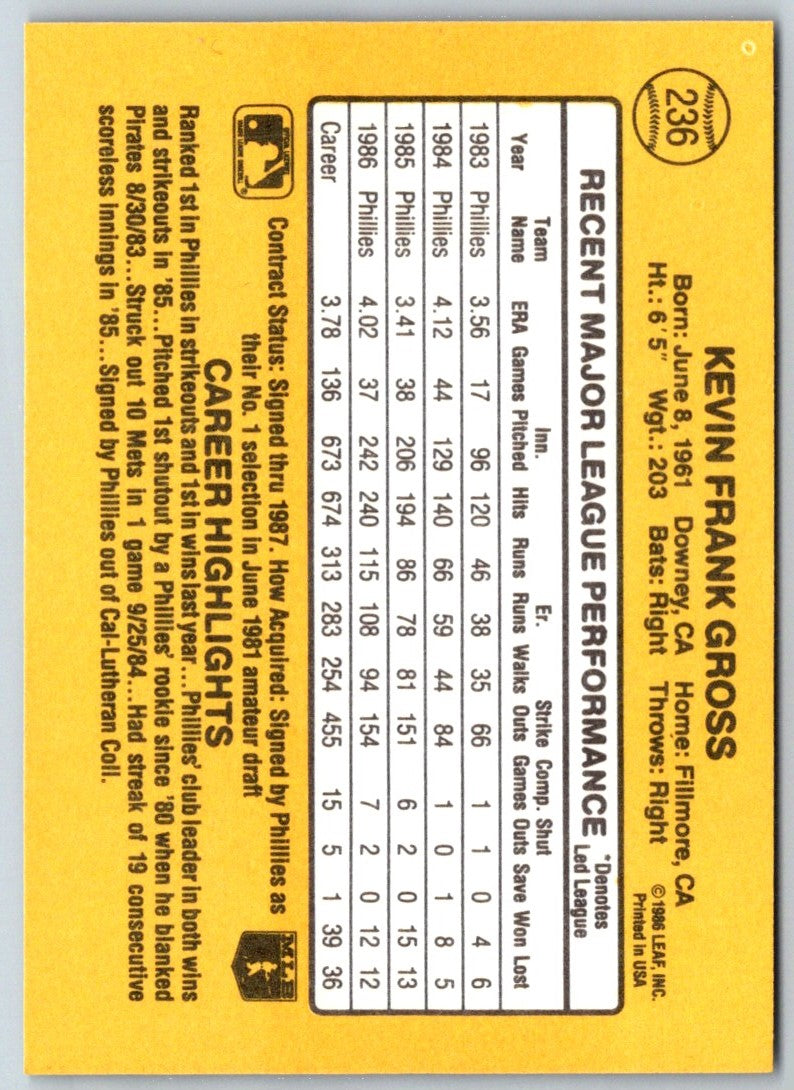 236
KEVIN FRANK GROSS
Born: June 8, 1961 Downey, CA Home: Fillmore, CA
Ht.: 6'5" Wgt.: 203 Bats: Right Throws: Right
© 1986 LEAF, INC.
Printed in USA
RECENT MAJOR LEAGUE PERFORMANCE *Denotes
Led League
Team Inn. Er. Strike Comp. Shut
Year Name ERA Games Pitched Hits Runs Runs Walks Outs Games Outs Save Won Lost
1983 Phillies 3.56 17 96 120 46 38 35 66 1 1 0 4 6
1984 Phillies 4.12 44 129 140 66 59 44 84 1 0 1 8 5
1985 Phillies 3.41 38 206 194 86 78 81 151 6 2 0 15 13
1986 Phillies 4.02 37 242 240 115 108 94 154 7 2 0 12 12
Career 3.78 136 673 674 313 283 254 455 15 5 1 39 36
Contract Status: Signed thru 1987. How Acquired: Signed by Phillies as
their No. 1 selection in June 1981 amateur draft
MLB
CAREER HIGHLIGHTS
Ranked 1st in Phillies in strikeouts and 1st in wins last year...Phillies' club leader in both wins
and strikeouts in '85...Pitched 1st shutout by a Phillies' rookie since '80 when he blanked
Pirates 8/30/83...Struck out 10 Mets in 1 game 9/25/84...Had streak of 19 consecutive
scoreless innings in '85...Signed by Phillies out of Cal-Lutheran Coll.